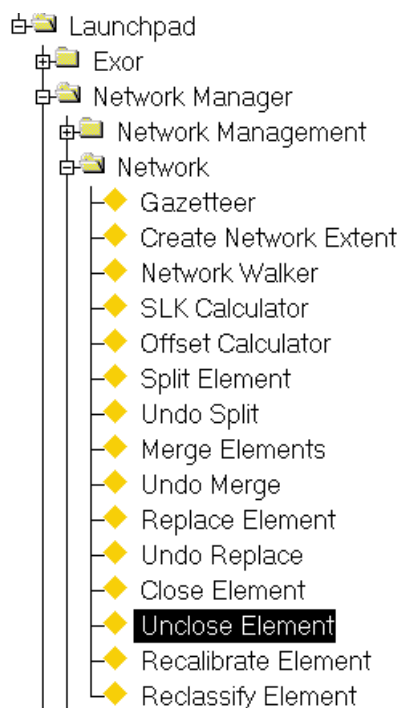 Launchpad
Exor
Network Manager
Network Management
Network
Gazetteer
Create Network Extent
Network Walker
SLK Calculator
Offset Calculator
Split Element
Undo Split
Merge Elements
Undo Merge
Replace Element
Undo Replace
Close Element
Unclose Element
Recalibrate Element
Reclassify Element